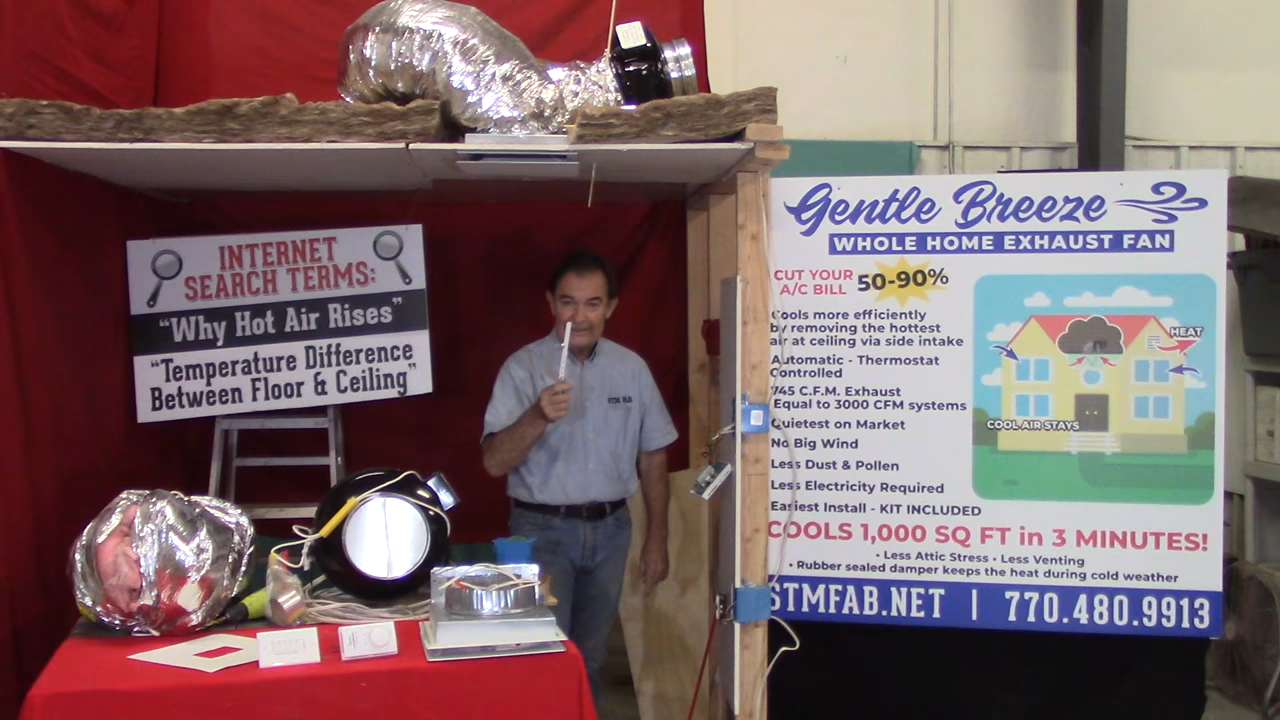 INTERNET
SEARCH TERMS:
"Why Hot Air Rises"
"Temperature Difference
Between Floor & Ceiling"
STM FAB
Gentle Breeze
WHOLE HOME EXHAUST FAN
CUT YOUR
A/C BILL
50-90%
Cools more efficiently
by removing the hottest
air at ceiling via side intake
Automatic - Thermostat
Controlled
745 C.F.M. Exhaust
Equal to 3000 CFM systems
Quietest on Market
No Big Wind
Less Dust & Pollen
Less Electricity Required
Easiest Install - KIT INCLUDED
HEAT
COOL AIR STAYS
COOLS 1,000 SQ FT in 3 MINUTES!
• Less Attic Stress • Less Venting
• Rubber sealed damper keeps the heat during cold weather
STMFAB.NET | 770.480.9913